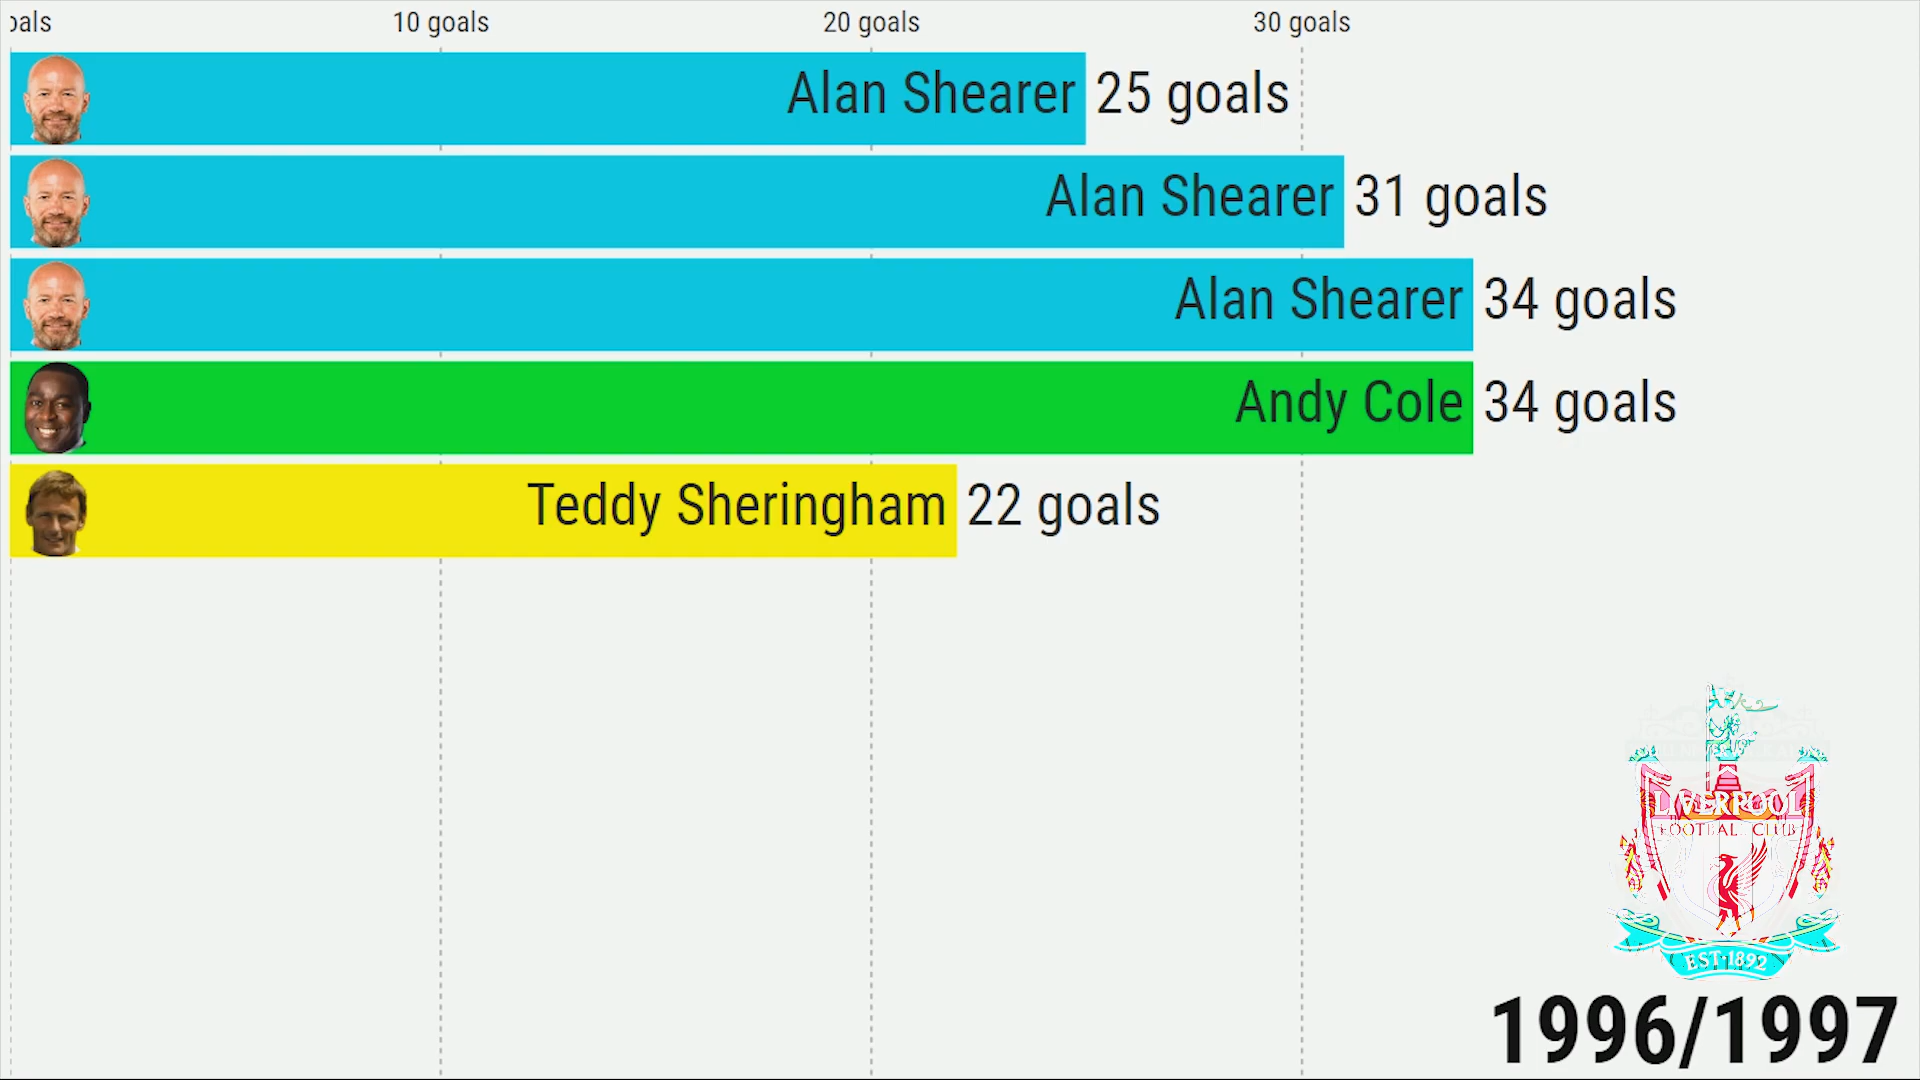 oals 10 goals 20 goals 30 goals
Alan Shearer 25 goals
Alan Shearer 31 goals
Alan Shearer 34 goals
Andy Cole 34 goals
Teddy Sheringham 22 goals
LIVERPOOL
FOOTBALL CLUB
EST·1892
1996/1997